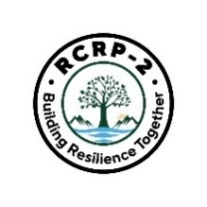 RCRP-2
• Building Resilience Together •